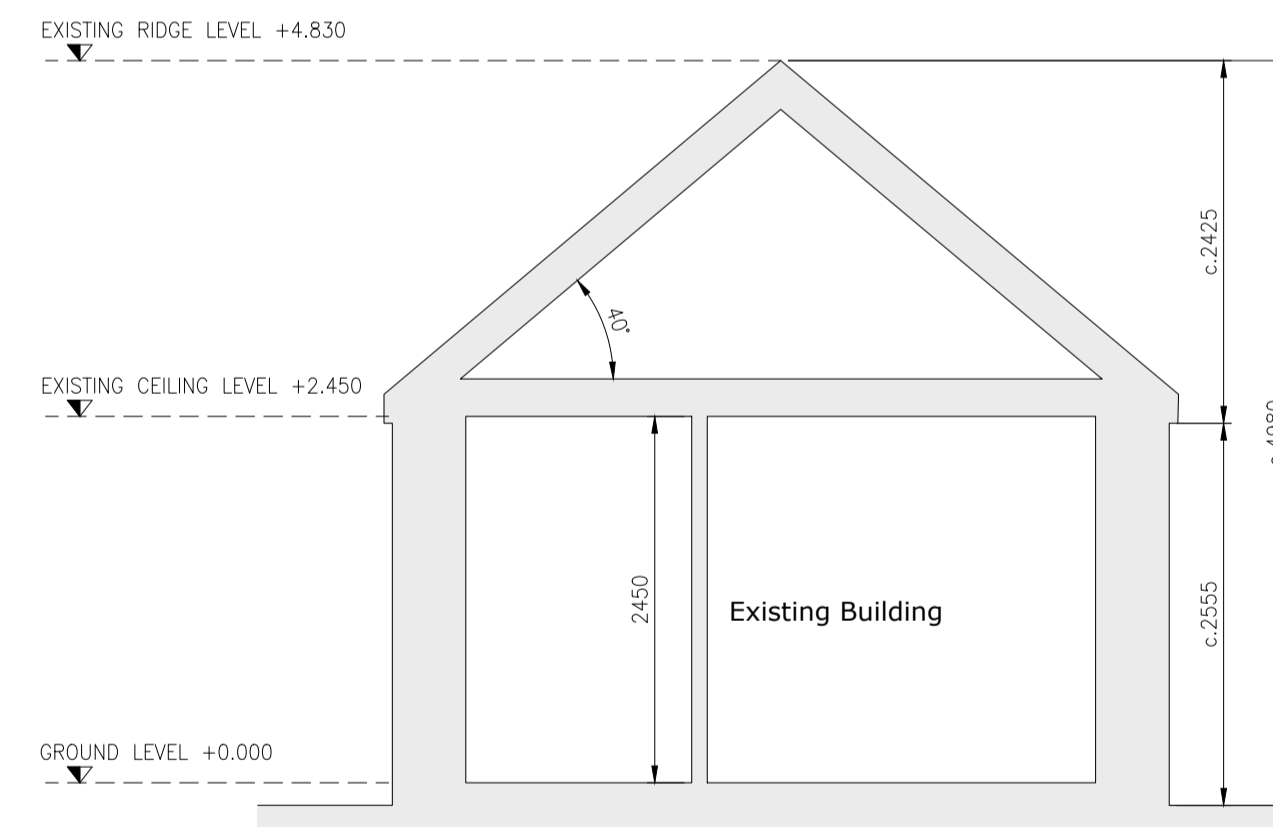 EXISTING RIDGE LEVEL +4.830
c.2425
40°
EXISTING CEILING LEVEL +2.450
2450
Existing Building
c.2555
GROUND LEVEL +0.000